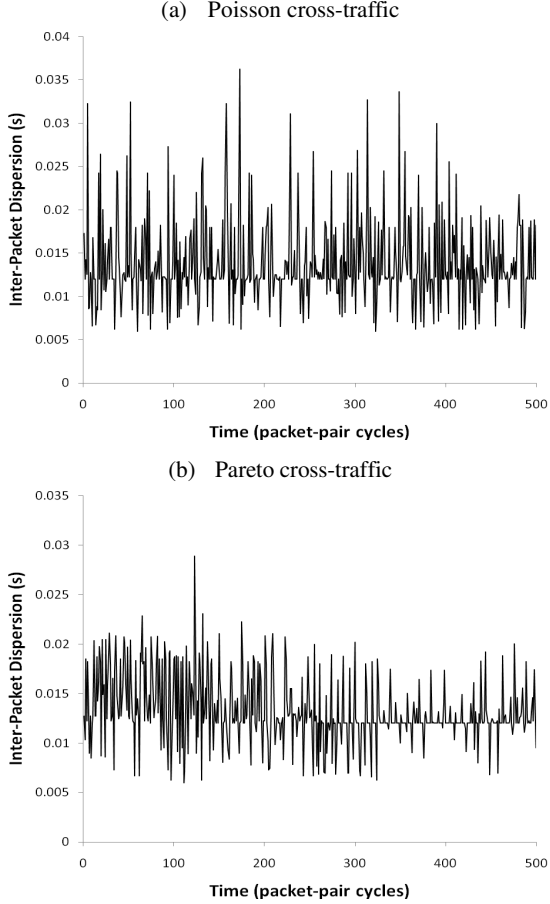 (a) Poisson cross-traffic
0.04
0.035
0.03
0.025
0.02
0.015
0.01
0.005
0
Inter-Packet Dispersion (s)
0 100 200 300 400 500
Time (packet-pair cycles)
(b) Pareto cross-traffic
0.035
0.03
0.025
0.02
0.015
0.01
0.005
0
Inter-Packet Dispersion (s)
0 100 200 300 400 500
Time (packet-pair cycles)